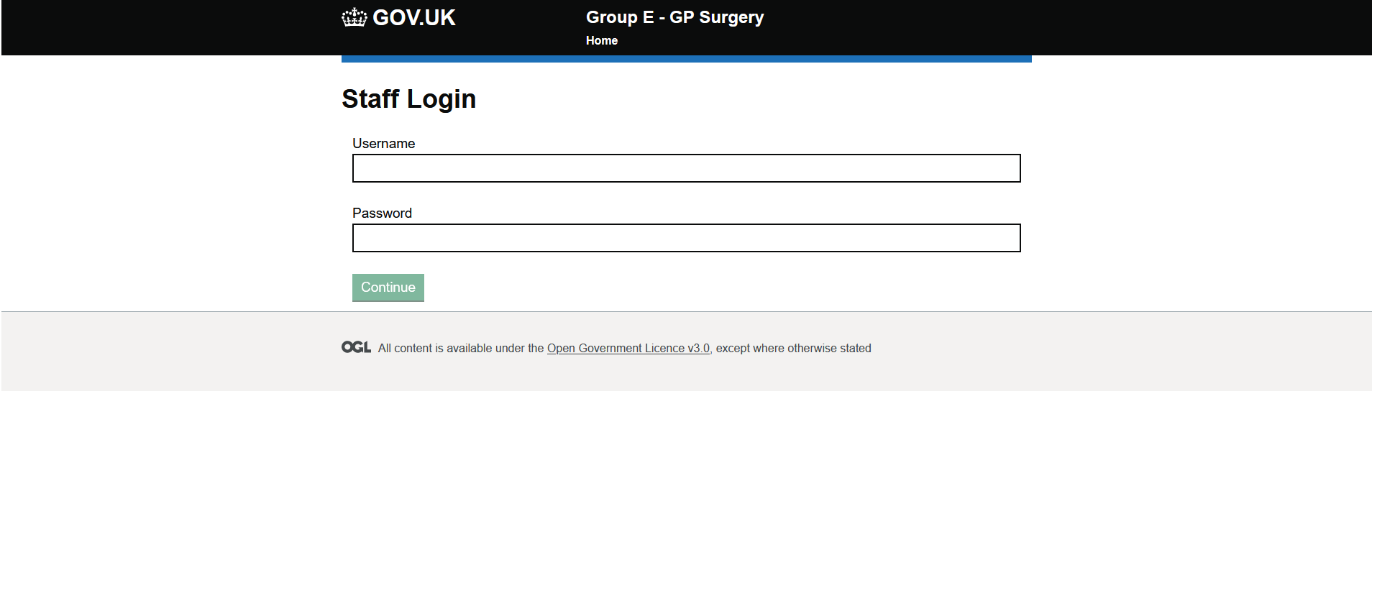 GOV.UK
Group E - GP Surgery
Home
Staff Login
Username
Password
Continue
OGL All content is available under the Open Government Licence v3.0, except where otherwise stated